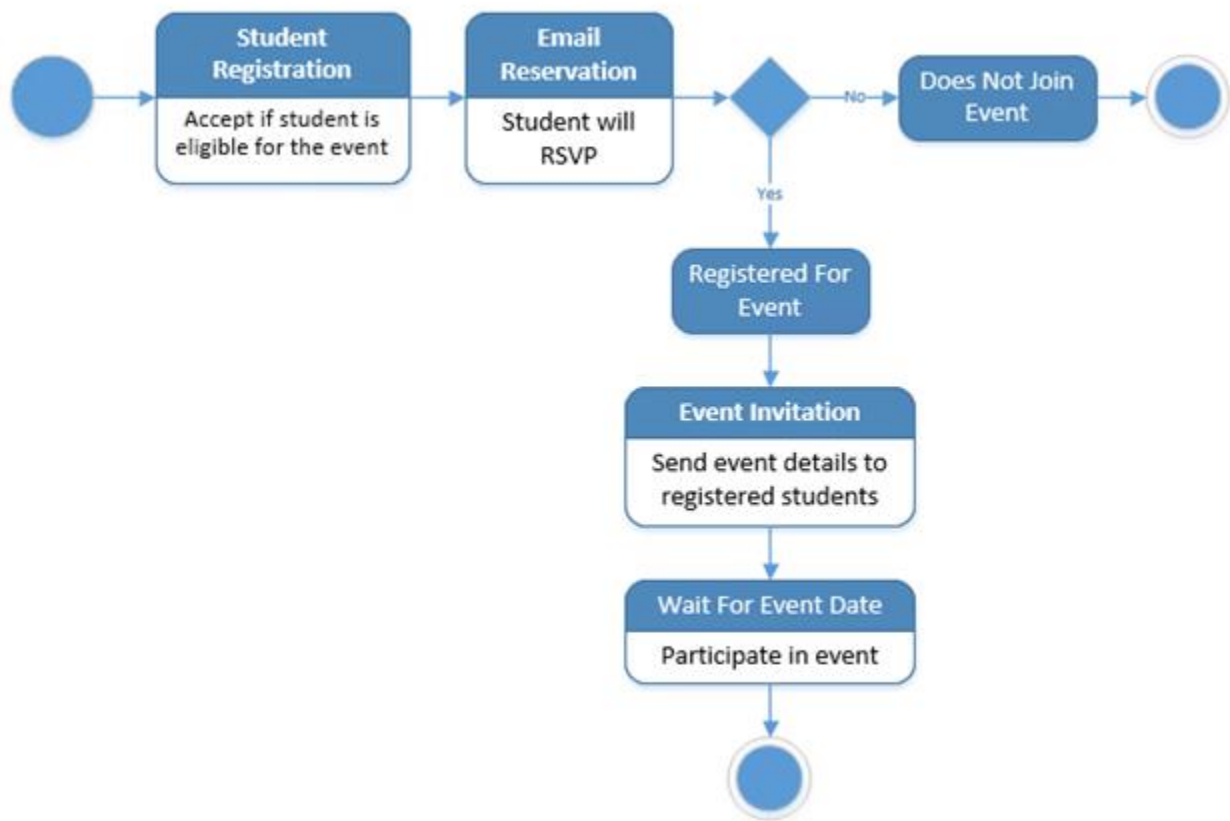 Student
Registration
Accept if student is
eligible for the event
Email
Reservation
Student will
RSVP
No
Does Not Join
Event
Yes
Registered For
Event
Event Invitation
Send event details to
registered students
Wait For Event Date
Participate in event